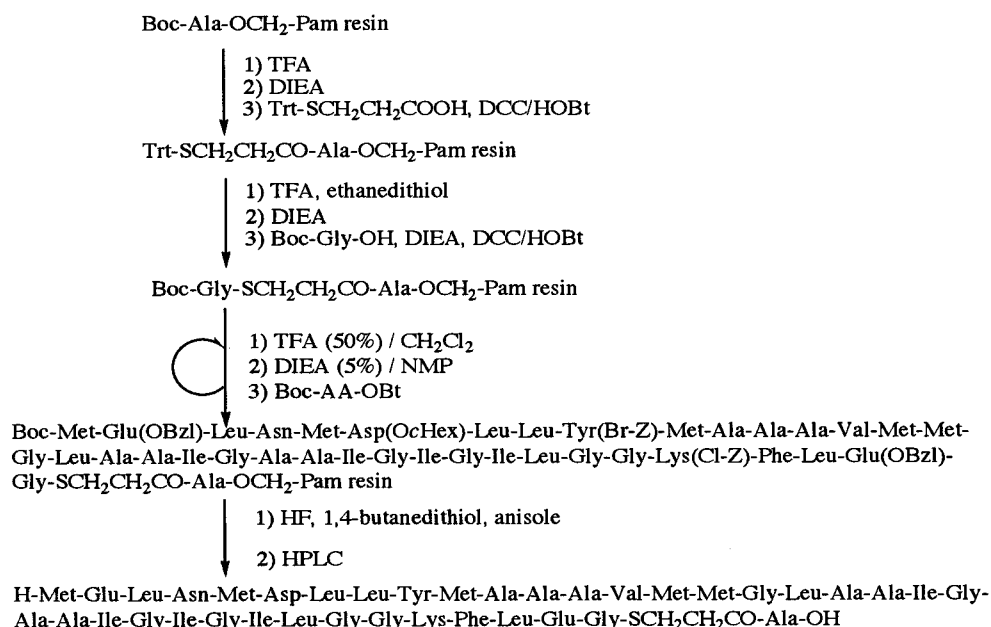 Boc-Ala-OCH₂-Pam resin
1) TFA
2) DIEA
3) Trt-SCH₂CH₂COOH, DCC/HOBt
Trt-SCH₂CH₂CO-Ala-OCH₂-Pam resin
1) TFA, ethanedithiol
2) DIEA
3) Boc-Gly-OH, DIEA, DCC/HOBt
Boc-Gly-SCH₂CH₂CO-Ala-OCH₂-Pam resin
1) TFA (50%) / CH₂Cl₂
2) DIEA (5%) / NMP
3) Boc-AA-OBt
Boc-Met-Glu(OBzl)-Leu-Asn-Met-Asp(OcHex)-Leu-Leu-Tyr(Br-Z)-Met-Ala-Ala-Ala-Val-Met-Met-
Gly-Leu-Ala-Ala-Ile-Gly-Ala-Ala-Ile-Gly-Ile-Gly-Ile-Leu-Gly-Gly-Lys(Cl-Z)-Phe-Leu-Glu(OBzl)-
Gly-SCH₂CH₂CO-Ala-OCH₂-Pam resin
1) HF, 1,4-butanedithiol, anisole
2) HPLC
H-Met-Glu-Leu-Asn-Met-Asp-Leu-Leu-Tyr-Met-Ala-Ala-Ala-Val-Met-Met-Gly-Leu-Ala-Ala-Ile-Gly-
Ala-Ala-Ile-Gly-Ile-Gly-Ile-Leu-Gly-Gly-Lys-Phe-Leu-Glu-Gly-SCH₂CH₂CO-Ala-OH